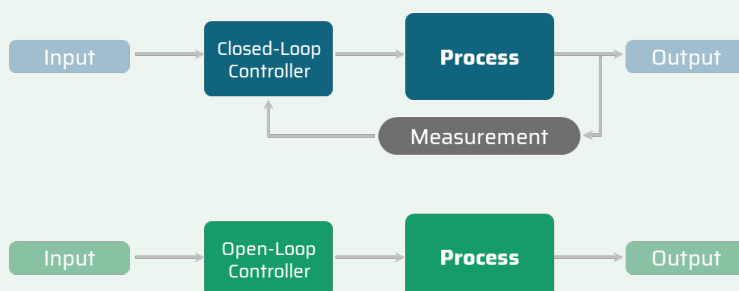 Input
Closed-Loop
Controller
Process
Output
Measurement
Input
Open-Loop
Controller
Process
Output